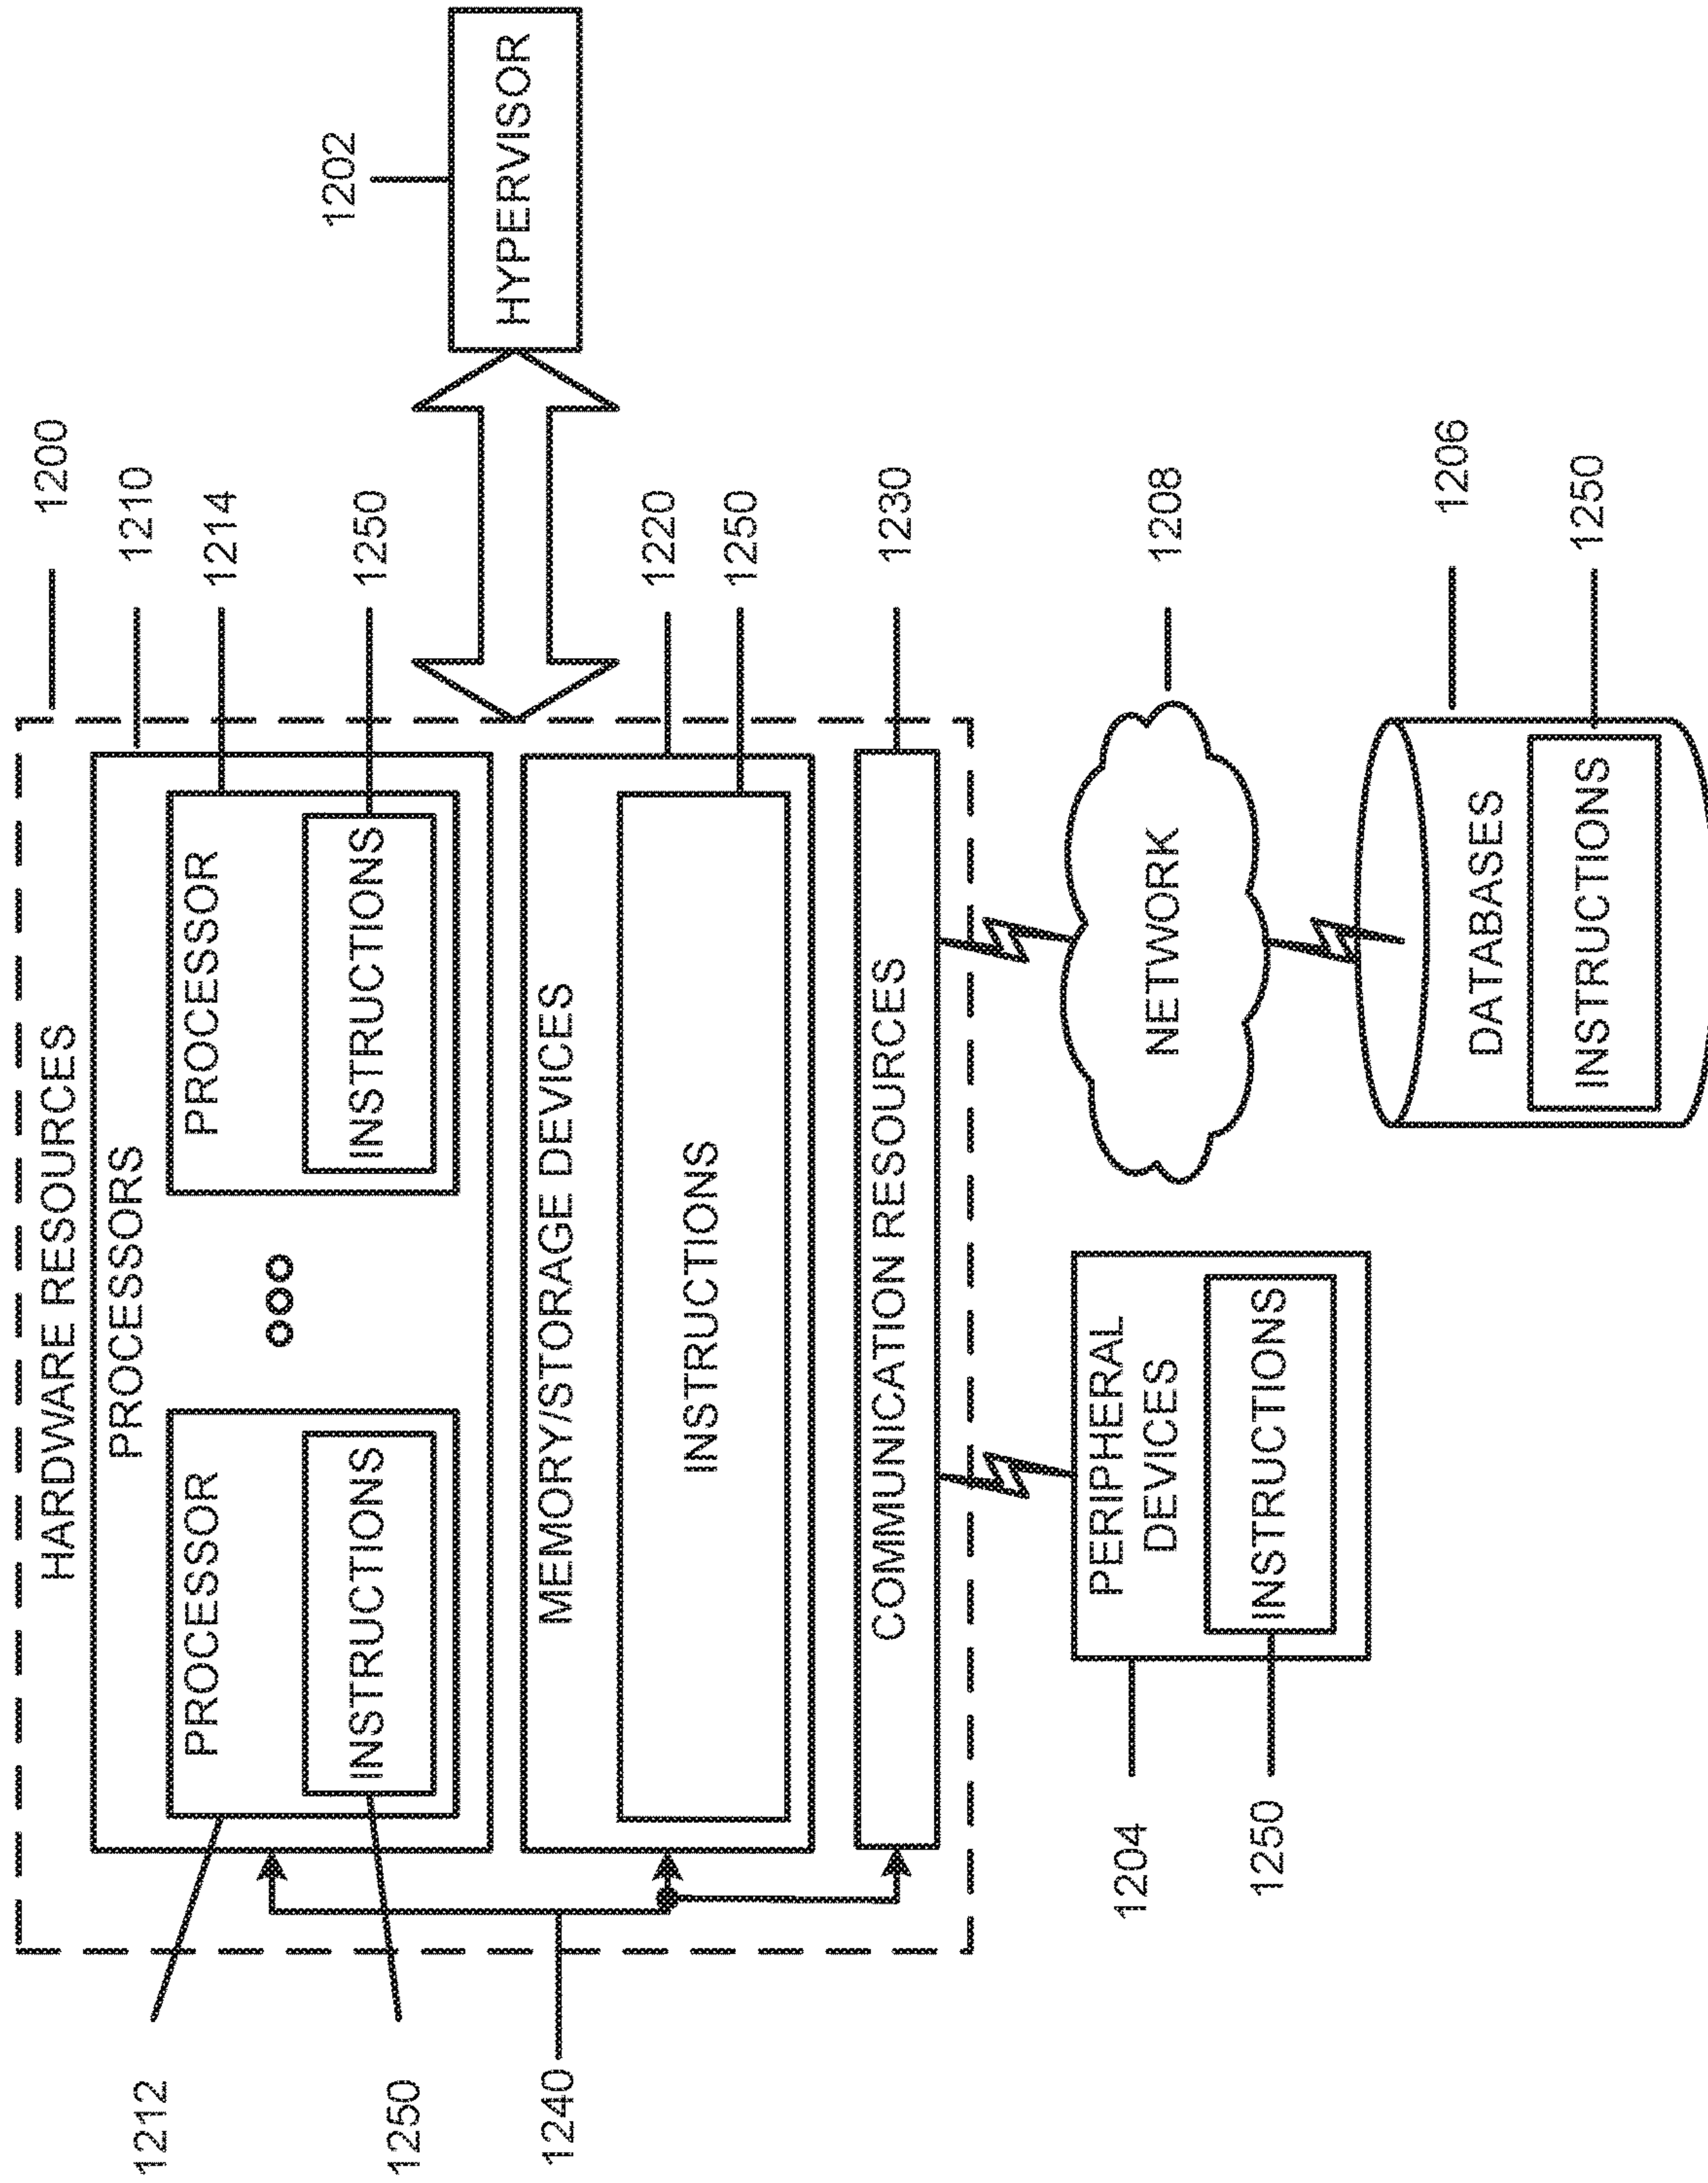 HARDWARE RESOURCES
1200
PROCESSORS
1210
1212
PROCESSOR
PROCESSOR
1214
1250
INSTRUCTIONS
INSTRUCTIONS
1250
1202
HYPERVISOR
1240
MEMORY/STORAGE DEVICES
1220
INSTRUCTIONS
1250
COMMUNICATION RESOURCES
1230
1204
PERIPHERAL
DEVICES
1250
INSTRUCTIONS
NETWORK
1208
DATABASES
1206
INSTRUCTIONS
1250